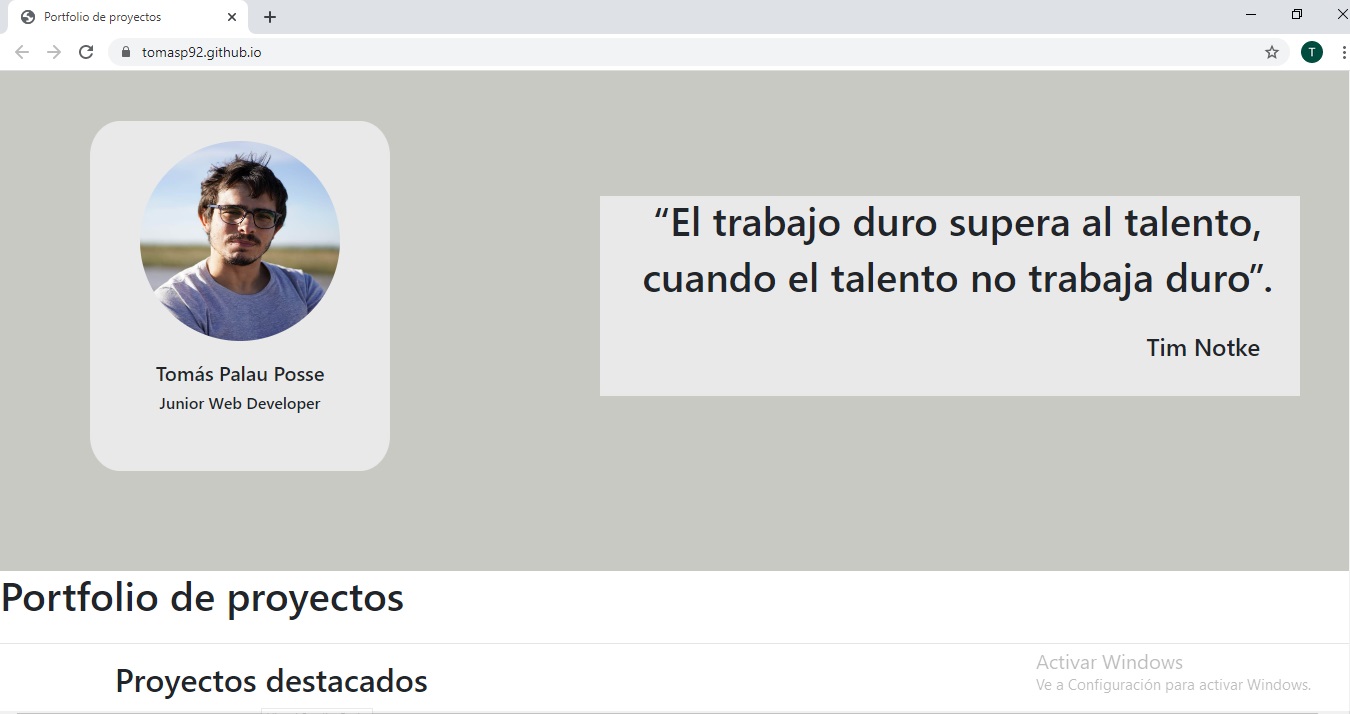 Portfolio de proyectos
tomasp92.github.io
T
“El trabajo duro supera al talento,
cuando el talento no trabaja duro”.
Tim Notke
Tomás Palau Posse
Junior Web Developer
Portfolio de proyectos
Proyectos destacados
Activar Windows
Ve a Configuración para activar Windows.